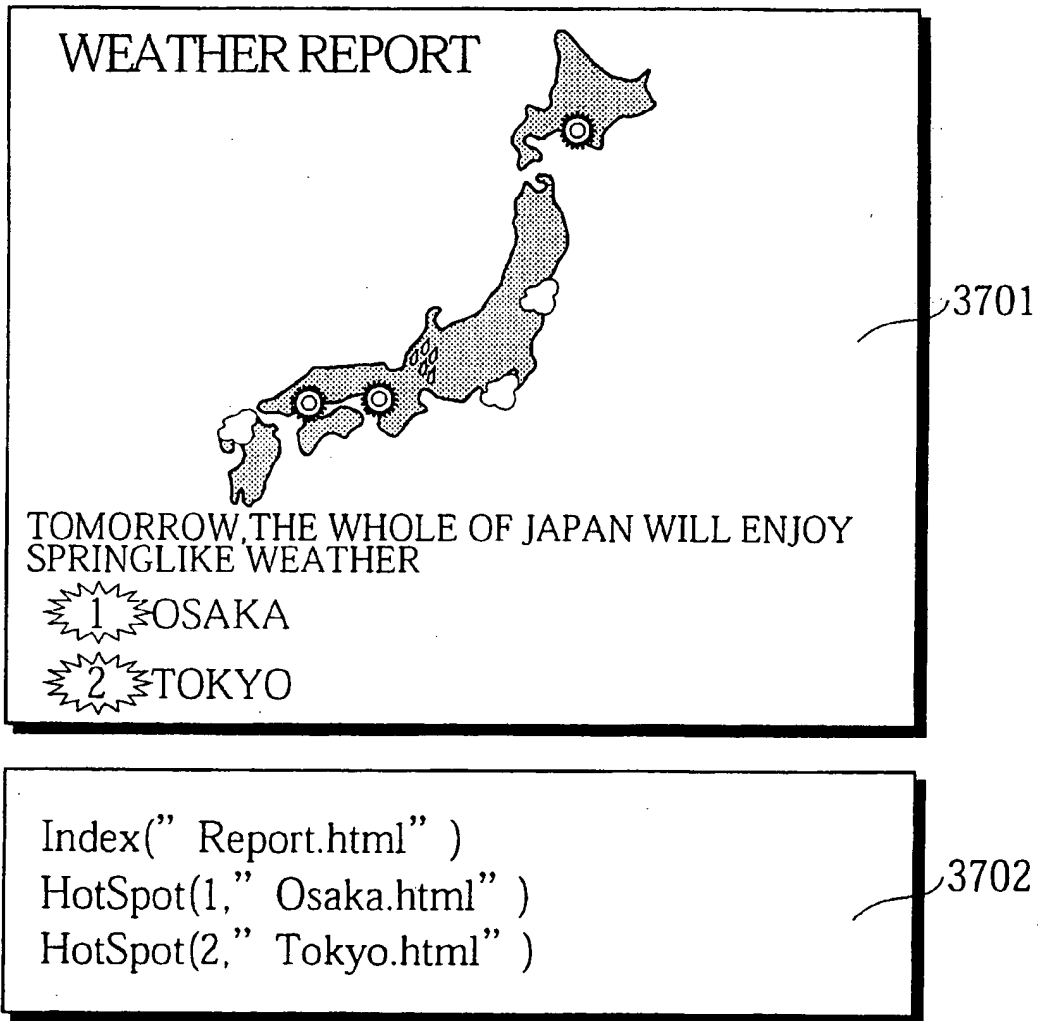 WEATHER REPORT
3701
TOMORROW, THE WHOLE OF JAPAN WILL ENJOY
SPRINGLIKE WEATHER
1 OSAKA
2 TOKYO
Index(” Report.html” )
HotSpot(1,” Osaka.html” )
HotSpot(2,” Tokyo.html” )
3702